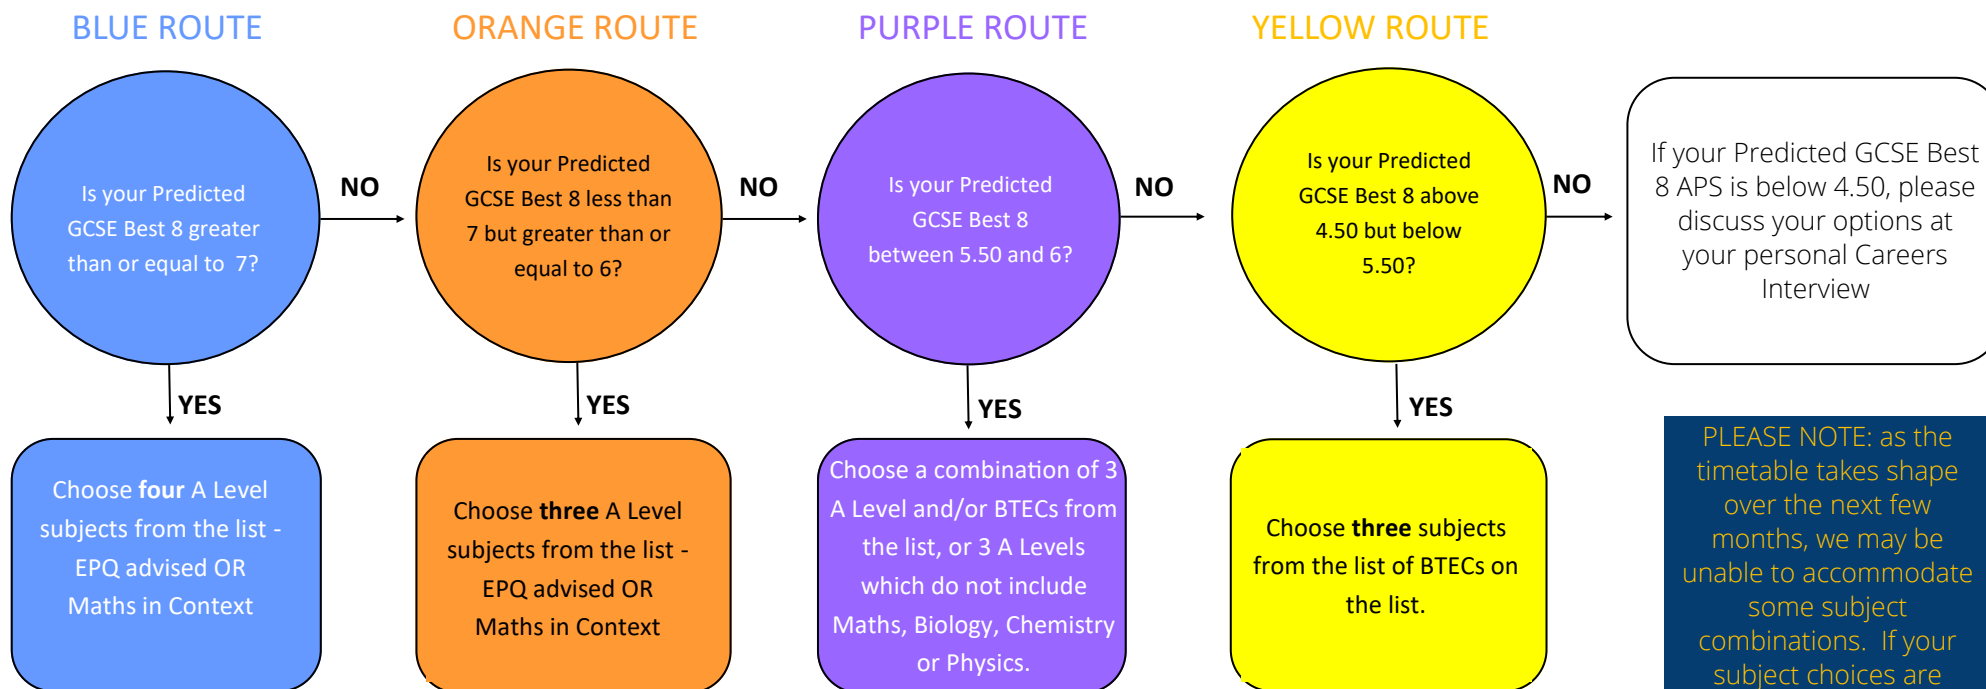 BLUE ROUTE
ORANGE ROUTE
PURPLE ROUTE
YELLOW ROUTE
Is your Predicted
GCSE Best 8 greater
than or equal to 7?
NO
Is your Predicted
GCSE Best 8 less than
7 but greater than or
equal to 6?
NO
Is your Predicted
GCSE Best 8
between 5.50 and 6?
NO
Is your Predicted
GCSE Best 8 above
4.50 but below
5.50?
NO
If your Predicted GCSE Best
8 APS is below 4.50, please
discuss your options at
your personal Careers
Interview
YES
YES
YES
YES
Choose four A Level
subjects from the list -
EPQ advised OR
Maths in Context
Choose three A Level
subjects from the list -
EPQ advised OR
Maths in Context
Choose a combination of 3
A Level and/or BTECs from
the list, or 3 A Levels
which do not include
Maths, Biology, Chemistry
or Physics.
Choose three subjects
from the list of BTECs on
the list.
PLEASE NOTE: as the
timetable takes shape
over the next few
months, we may be
unable to accommodate
some subject
combinations. If your
subject choices are